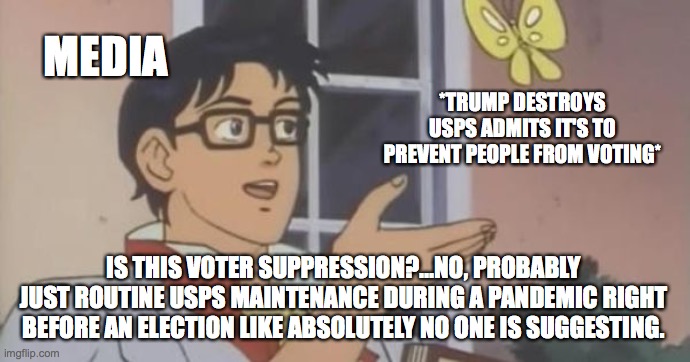 MEDIA
*TRUMP DESTROYS
USPS ADMITS IT'S TO
PREVENT PEOPLE FROM VOTING*
IS THIS VOTER SUPPRESSION?...NO, PROBABLY
JUST ROUTINE USPS MAINTENANCE DURING A PANDEMIC RIGHT
BEFORE AN ELECTION LIKE ABSOLUTELY NO ONE IS SUGGESTING.
imgflip.com